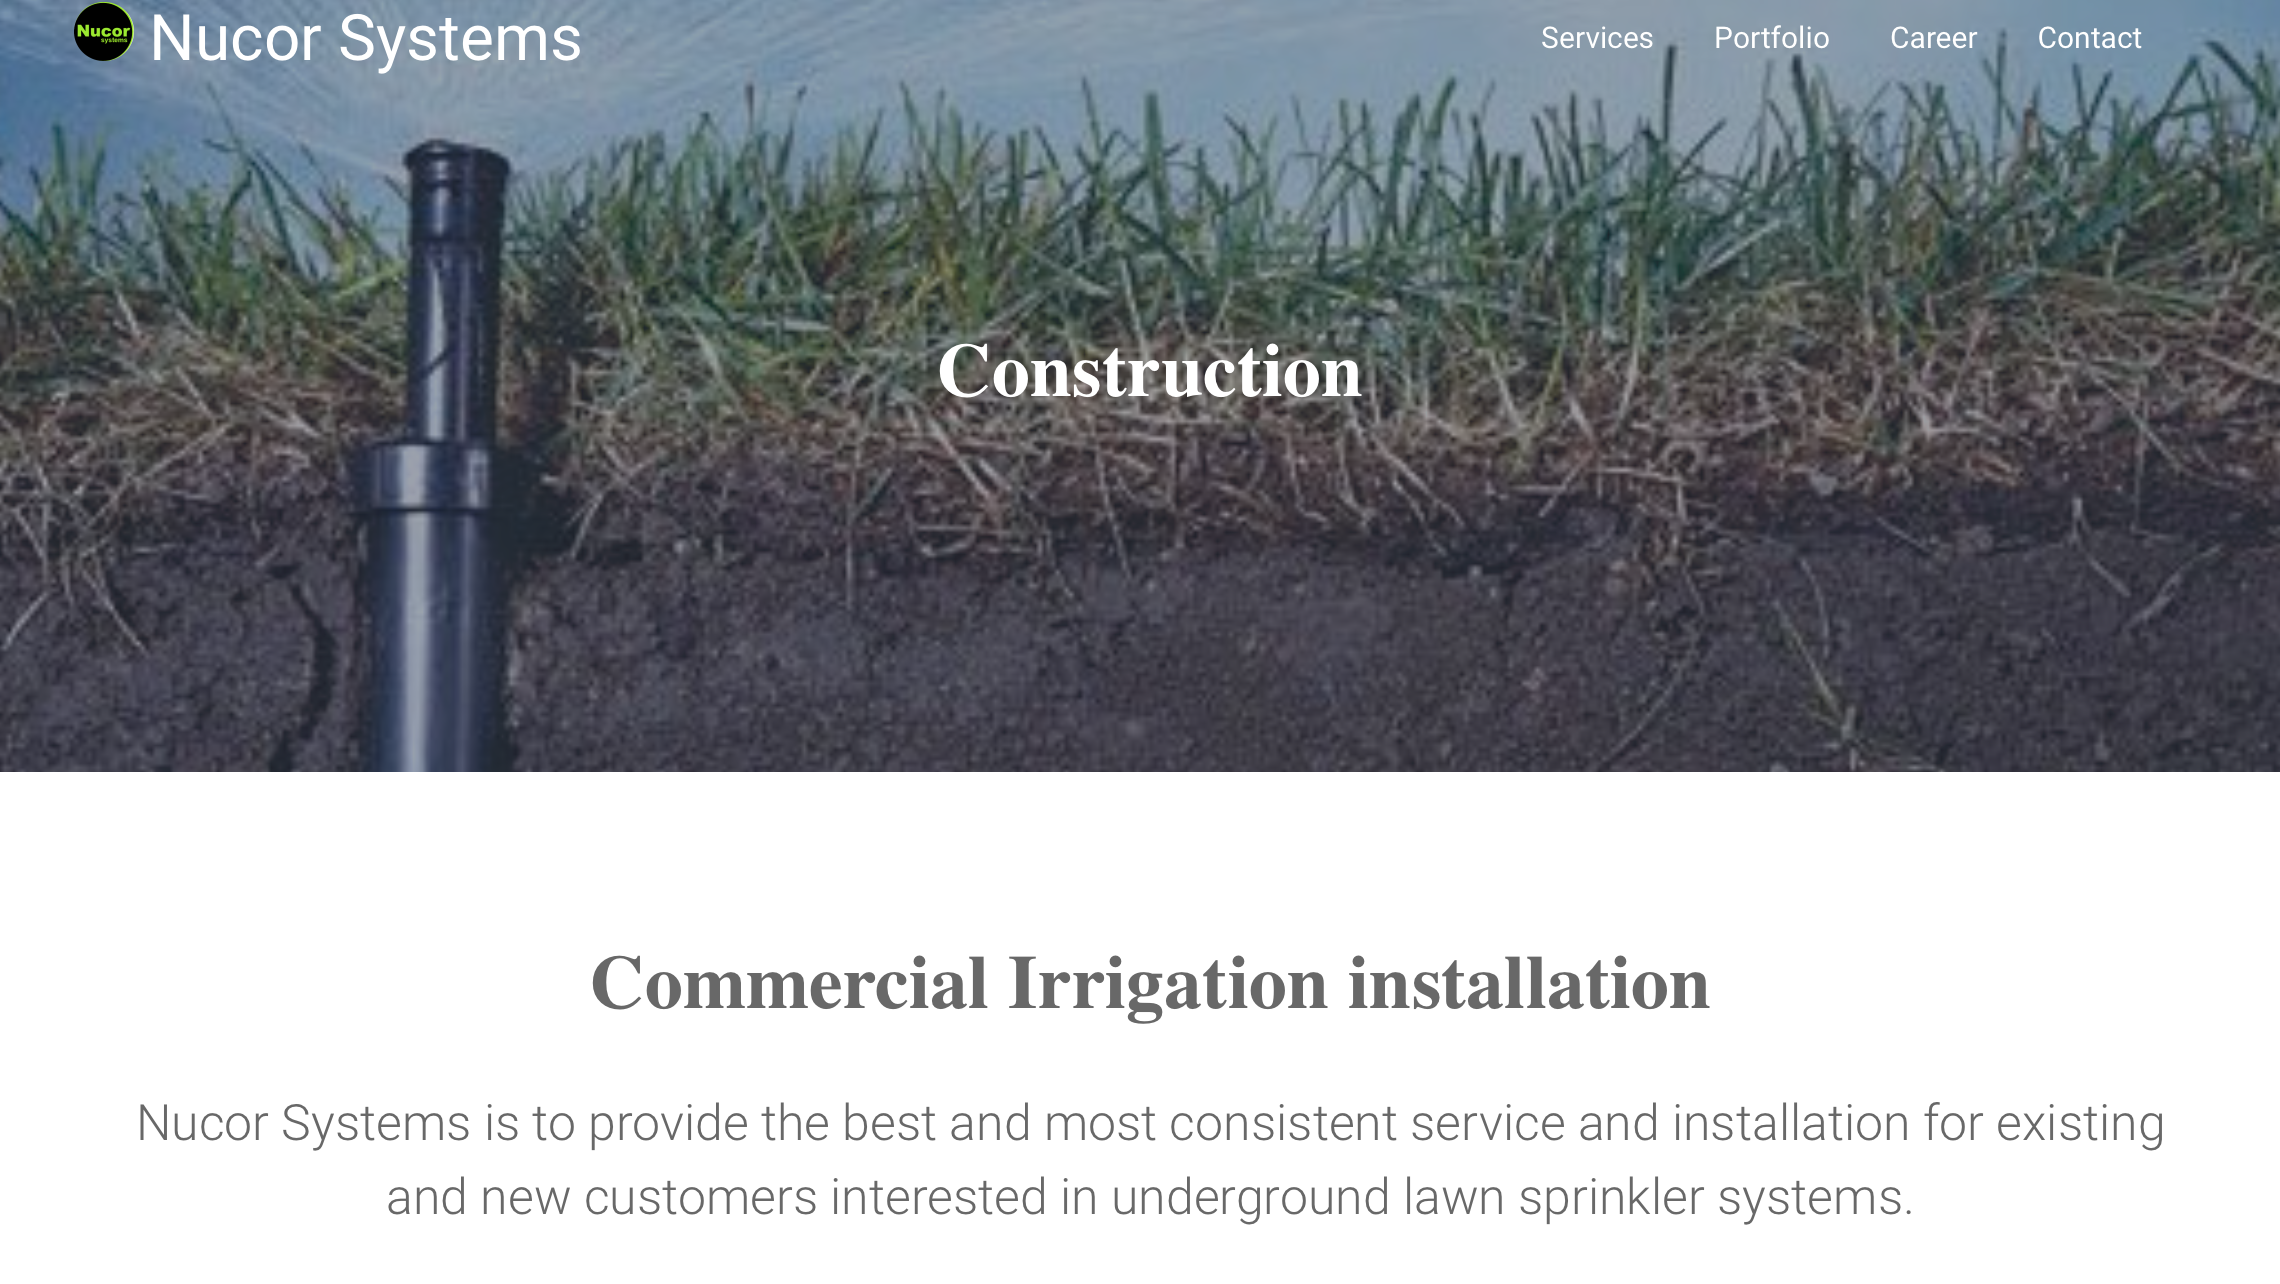 Nucor
systems
Nucor Systems
Services Portfolio Career Contact
Construction
Commercial Irrigation installation
Nucor Systems is to provide the best and most consistent service and installation for existing
and new customers interested in underground lawn sprinkler systems.